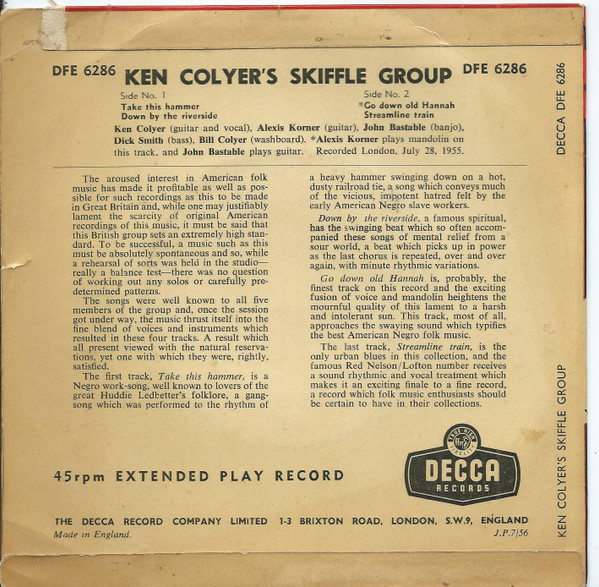 DFE 6286 KEN COLYER'S SKIFFLE GROUP DFE 6286
Side No. 1
Take this hammer
Down by the riverside
Side No. 2
*Go down old Hannah
Streamline train
Ken Colyer (guitar and vocal), Alexis Korner (guitar), John Bastable (banjo),
Dick Smith (bass), Bill Colyer (washboard). *Alexis Korner plays mandolin on
this track, and John Bastable plays guitar. Recorded London, July 28, 1955.
The aroused interest in American folk
music has made it profitable as well as pos-
sible for such recordings as this to be made
in Great Britain and, while one may justifiably
lament the scarcity of original American
recordings of this music, it must be said that
this British group sets an extremely high stan-
dard. To be successful, a music such as this
must be absolutely spontaneous and so, while
a rehearsal of sorts was held in the studio—
really a balance test—there was no question
of working out any solos or carefully pre-
determined patterns.
The songs were well known to all five
members of the group and, once the session
got under way, the music thrust itself into the
fine blend of voices and instruments which
resulted in these four tracks. A result which
all present viewed with the natural reserva-
tions, yet one with which they were, rightly,
satisfied.
The first track, Take this hammer, is a
Negro work-song, well known to lovers of the
great Huddie Ledbetter's folklore, a gang-
song which was performed to the rhythm of
a heavy hammer swinging down on a hot,
dusty railroad tie, a song which conveys much
of the vicious, impotent hatred felt by the
early American Negro slave workers.
Down by the riverside, a famous spiritual,
has the swinging beat which so often accom-
panied these songs of mental relief from a
sour world, a beat which picks up in power
as the last chorus is repeated, over and over
again, with minute rhythmic variations.
Go down old Hannah is, probably, the
finest track on this record and the exciting
fusion of voice and mandolin heightens the
mournful quality of this lament to a harsh
and intolerant sun. This track, most of all,
approaches the swaying sound which typifies
the best American Negro folk music.
The last track, Streamline train, is the
only urban blues in this collection, and the
famous Red Nelson/Lofton number receives
a sound rhythmic and vocal treatment which
makes it an exciting finale to a fine record,
a record which folk music enthusiasts should
be certain to have in their collections.
45rpm EXTENDED PLAY RECORD
DECCA
RECORDS
THE DECCA RECORD COMPANY LIMITED 1-3 BRIXTON ROAD, LONDON, S.W.9, ENGLAND
Made in England.
J.P.7/56
DECCA DFE 6286
KEN COLYER'S SKIFFLE GROUP